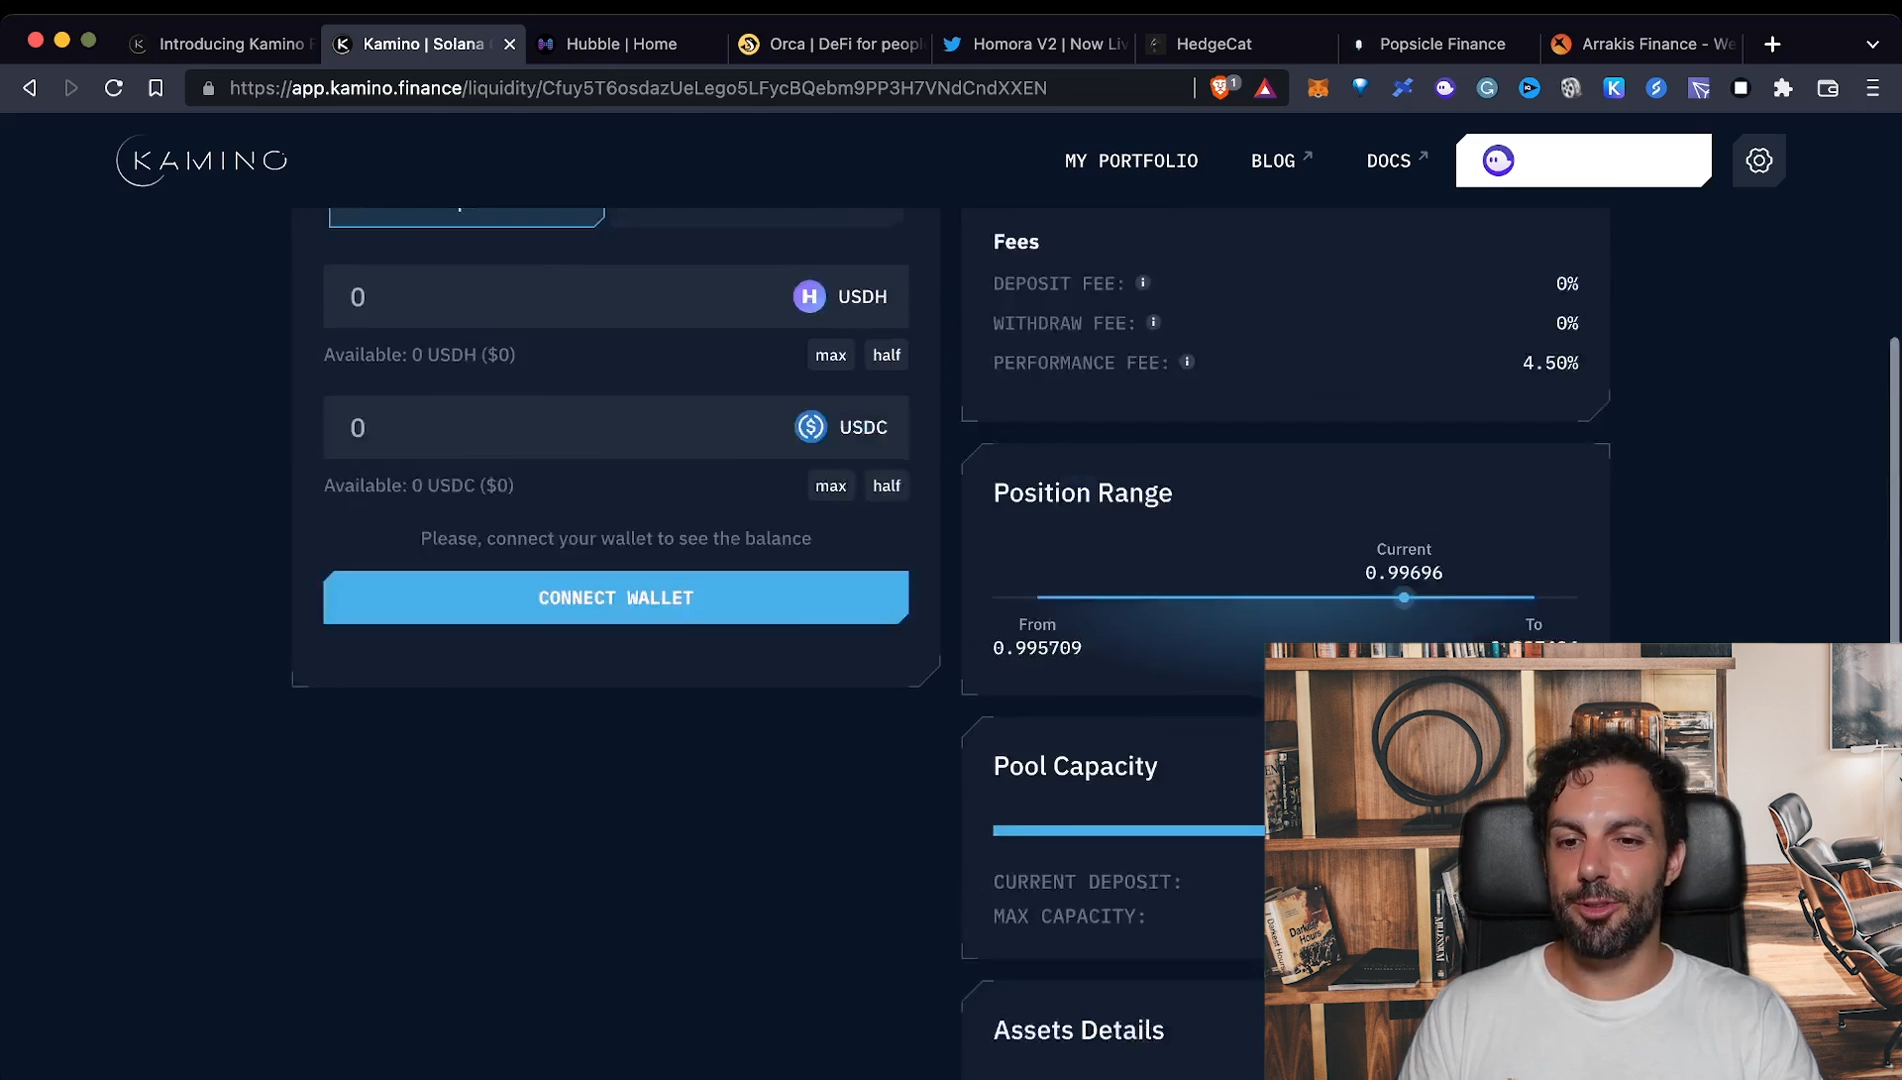 Introducing Kamino F
Kamino | Solana
Hubble | Home
Orca | DeFi for people
Homora V2 | Now Liv
HedgeCat
Popsicle Finance
Arrakis Finance - We
https://app.kamino.finance/liquidity/Cfuy5T6osdazUeLego5LFycBQebm9PP3H7VNdCndXXEN
1
KAMINO
MY PORTFOLIO
BLOG
DOCS
0
USDH
Available: 0 USDH ($0)
max
half
0
USDC
Available: 0 USDC ($0)
max
half
Please, connect your wallet to see the balance
CONNECT WALLET
Fees
DEPOSIT FEE:
0%
WITHDRAW FEE:
0%
PERFORMANCE FEE:
4.50%
Position Range
Current
0.99696
From
0.995709
To
Pool Capacity
CURRENT DEPOSIT:
MAX CAPACITY:
Assets Details
Darkest
Hours